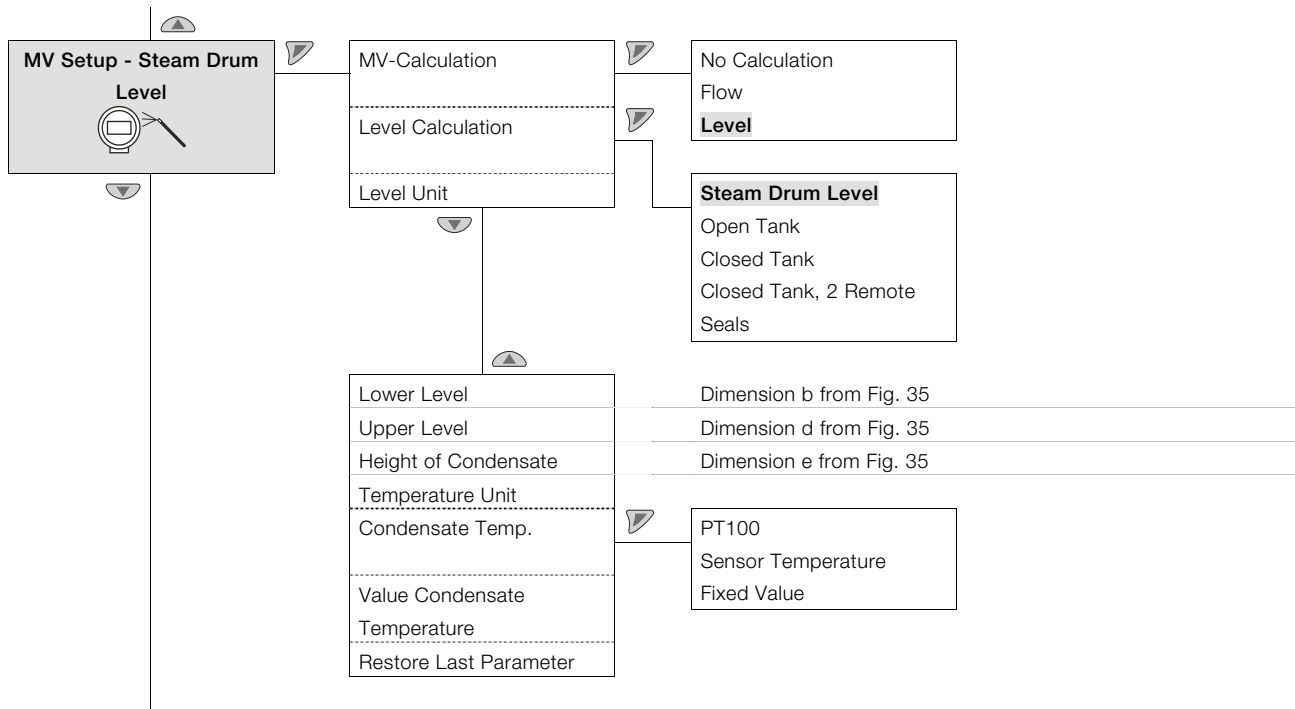 MV Setup - Steam Drum
Level
MV-Calculation
Level Calculation
Level Unit
No Calculation
Flow
Level
Steam Drum Level
Open Tank
Closed Tank
Closed Tank, 2 Remote
Seals
Lower Level
Dimension b from Fig. 35
Upper Level
Dimension d from Fig. 35
Height of Condensate
Dimension e from Fig. 35
Temperature Unit
Condensate Temp.
PT100
Sensor Temperature
Fixed Value
Value Condensate
Temperature
Restore Last Parameter